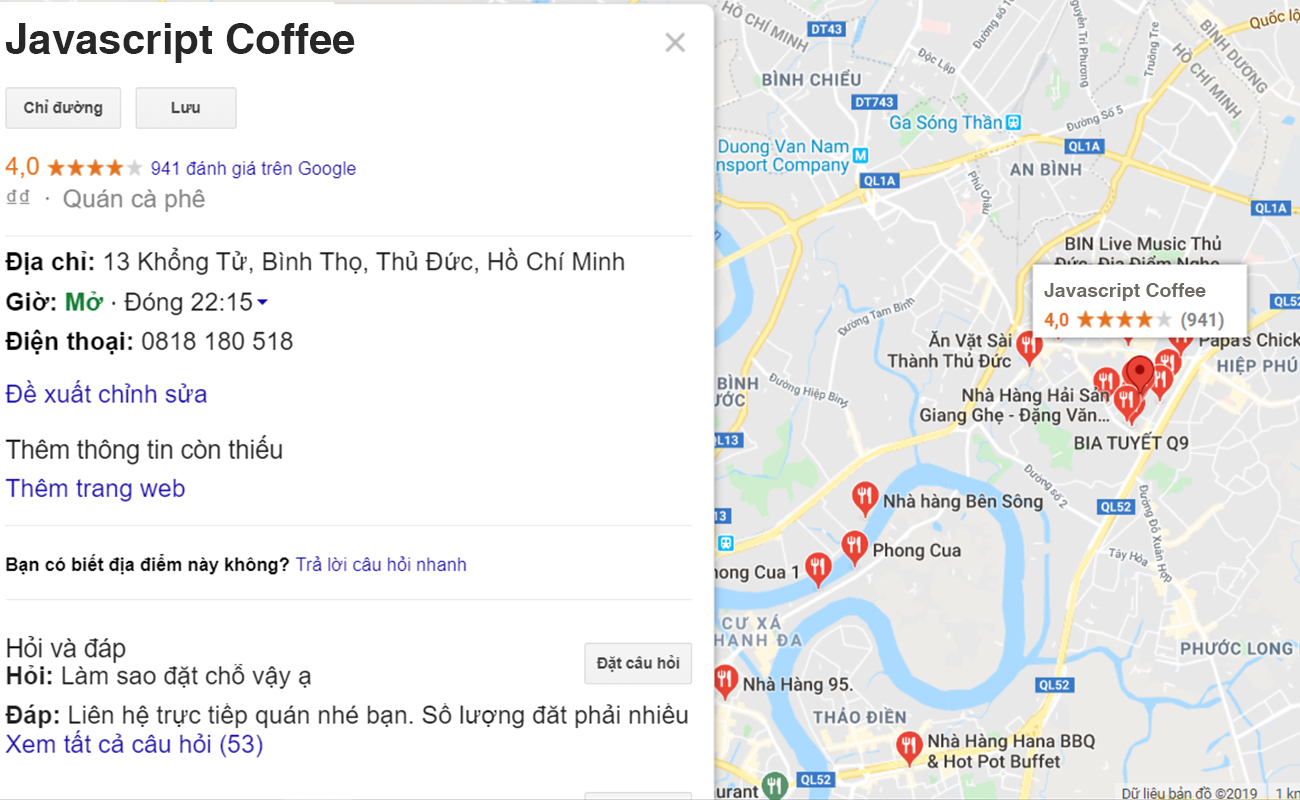 Javascript Coffee
Chỉ đường
Lưu
4,0 941 đánh giá trên Google
đđ · Quán cà phê
Địa chỉ: 13 Khổng Tử, Bình Thọ, Thủ Đức, Hồ Chí Minh
Giờ: Mở · Đóng 22:15
Điện thoại: 0818 180 518
Đề xuất chỉnh sửa
Thêm thông tin còn thiếu
Thêm trang web
Bạn có biết địa điểm này không? Trả lời câu hỏi nhanh
Hỏi và đáp
Hỏi: Làm sao đặt chỗ vậy ạ
Đặt câu hỏi
Đáp: Liên hệ trực tiếp quán nhé bạn. Số lượng đăt phải nhiều
Xem tất cả câu hỏi (53)
HỒ CHÍ MINH
DT43
Đường số
Độc Lập
Tri Phương
Trường Tre
Quốc lộ
BÌNH DƯƠNG
HỒ CHÍ MINH
BÌNH CHIỂU
DT743
Ga Sóng Thần
Đường Số 5
Duong Van Nam
nsport Company
QL1A
QL1A
AN BÌNH
Phú Châu
QL1A
BIN Live Music Thủ
Đức- Địa Điểm Nghe
Javascript Coffee
4,0 (941)
QL52
Đường Tam Bình
Ăn Vặt Sài
Thành Thủ Đức
Papa's Chick
HIỆP PHÚ
BÌNH
ƯỚC
Đường Hiệp Bình
Nhà Hàng Hải Sản
Giang Ghẹ - Đặng Văn...
QL13
BIA TUYẾT Q9
Đường số 2
Nhà hàng Bên Sông
QL52
Đường Đỗ Xuân Hợp
13
Phong Cua
Tây Hòa
hong Cua 1
CƯ XÁ
HANH ĐA
PHƯỚC LONG
Nhà Hàng 95.
QL52
THẢO ĐIỀN
Nhà Hàng Hana BBQ
& Hot Pot Buffet
QL52
urant
Dữ liệu bản đồ ©2019 1 km